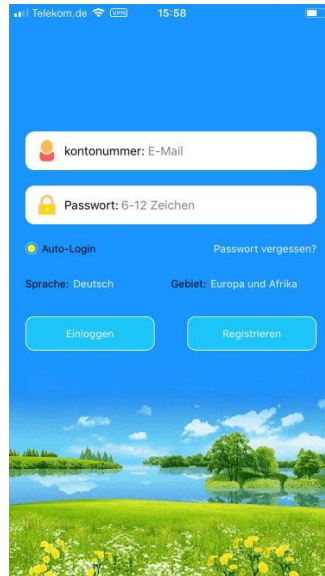 Telekom.de VPN 15:58
kontonummer: E-Mail
Passwort: 6-12 Zeichen
Auto-Login Passwort vergessen?
Sprache: Deutsch Gebiet: Europa und Afrika
Einloggen Registrieren